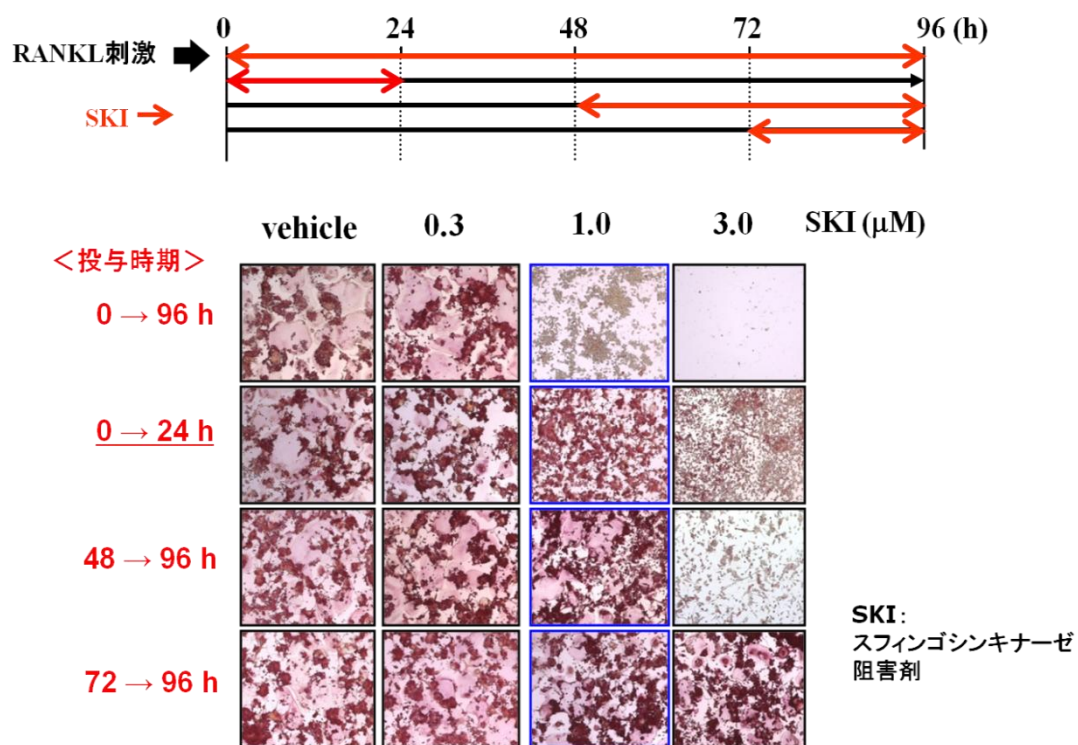 0 24 48 72 96 (h)
RANKL刺激
SKI
vehicle 0.3 1.0 3.0 SKI (μM)
＜投与時期＞
0 → 96 h
0 → 24 h
48 → 96 h
72 → 96 h
SKI：
スフィンゴシンキナーゼ
阻害剤